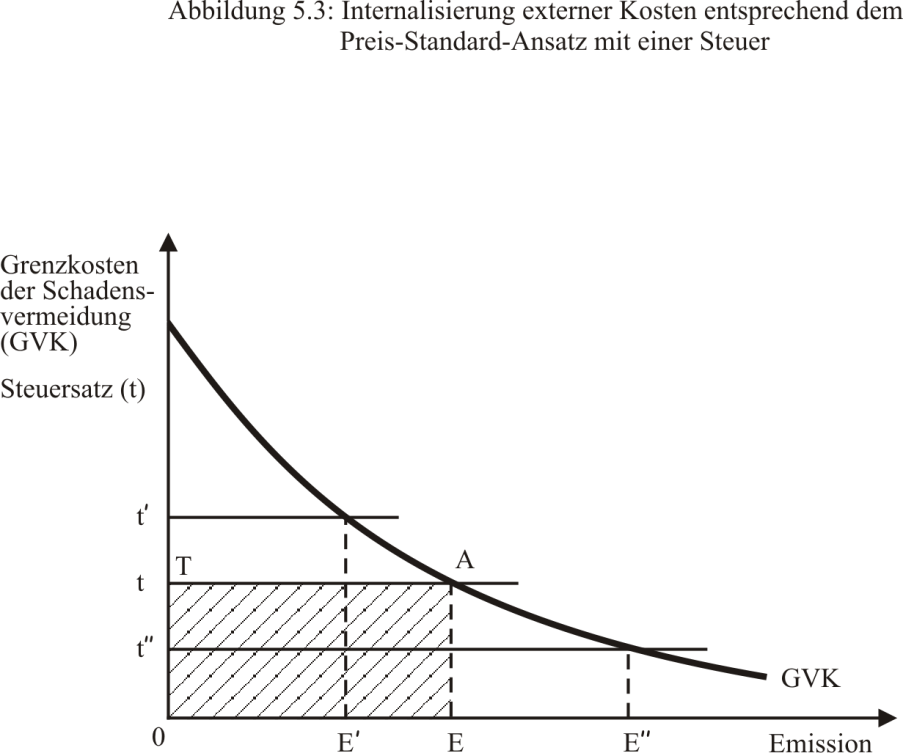 Abbildung 5.3: Internalisierung externer Kosten entsprechend dem
Preis-Standard-Ansatz mit einer Steuer
Grenzkosten
der Schadens-
vermeidung
(GVK)
Steuersatz (t)
t'
T
A
t
t"
GVK
0
E'
E
E"
Emission